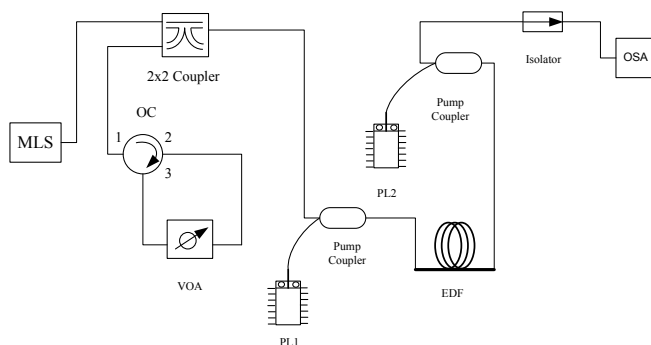 2x2 Coupler
OC
1
2
3
MLS
VOA
Isolator
OSA
Pump
Coupler
PL2
Pump
Coupler
PL1
EDF